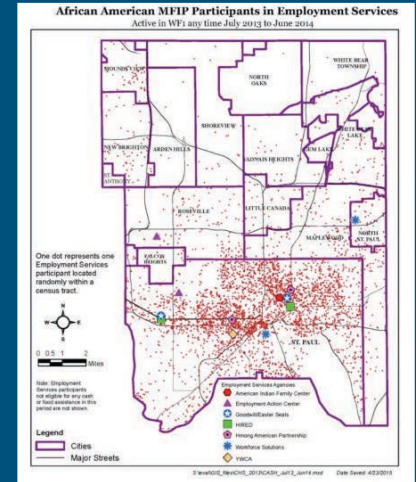 African American MFIP Participants in Employment Services
Active in WF1 any time July 2013 to June 2014
MOUNDS VIEW
NORTH
OAKS
WHITE BEAR
TOWNSHIP
SHOREVIEW
NEW BRIGHTON
ARDEN HILLS
LAKE
GEM LAKE
VADNAIS HEIGHTS
ST
ANTHONY
ROSEVILLE
LITTLE CANADA
MAPLEWOOD
NORTH
ST. PAUL
FALCON
HEIGHTS
ST. PAUL
One dot represents one
Employment Services
participant located
randomly within a
census tract.
N
W
E
S
0 0.5 1 2
Miles
Note: Employment
Services participants
not eligible for any cash
or food assistance in this
period are not shown.
Legend
Cities
Major Streets
Employment Services Agencies
American Indian Family Center
Employment Action Center
Goodwill/Easter Seals
HIRED
Hmong American Partnership
Workforce Solutions
YWCA
Date Saved: 4/23/2015